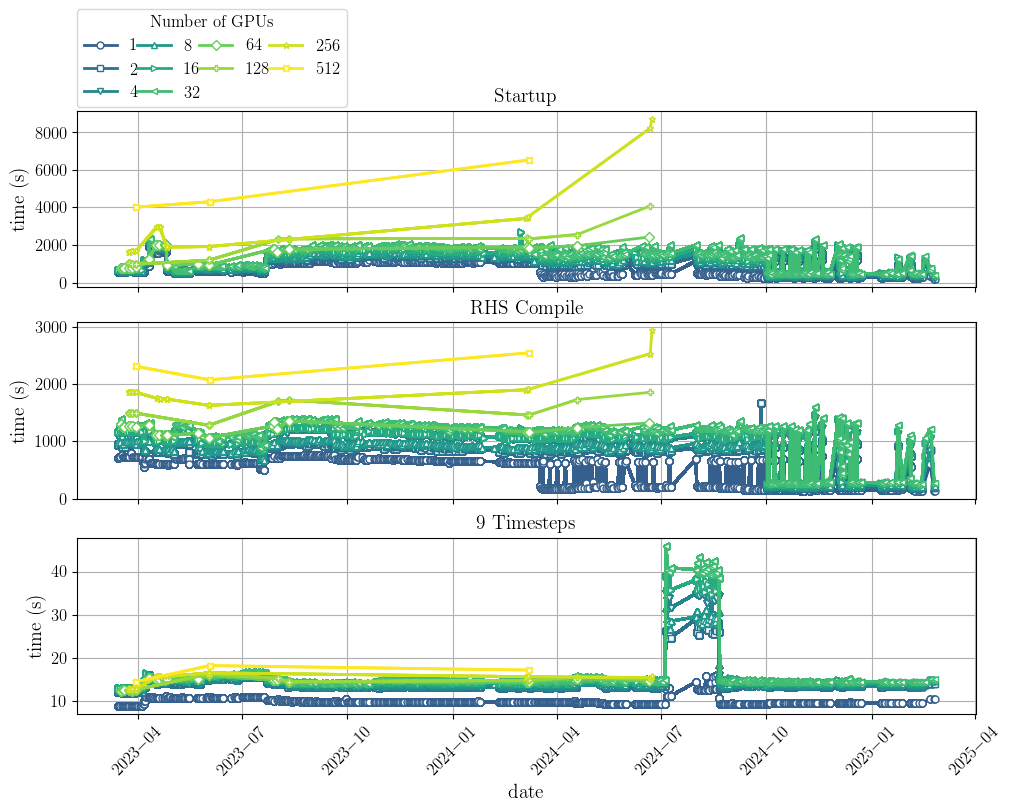 Number of GPUs
1 8 64 256
2 16 128 512
4 32
Startup
time (s)
8000
6000
4000
2000
0
RHS Compile
time (s)
3000
2000
1000
0
9 Timesteps
time (s)
40
30
20
10
2023−04 2023−07 2023−10 2024−01 2024−04 2024−07 2024−10 2025−01 2025−04
date